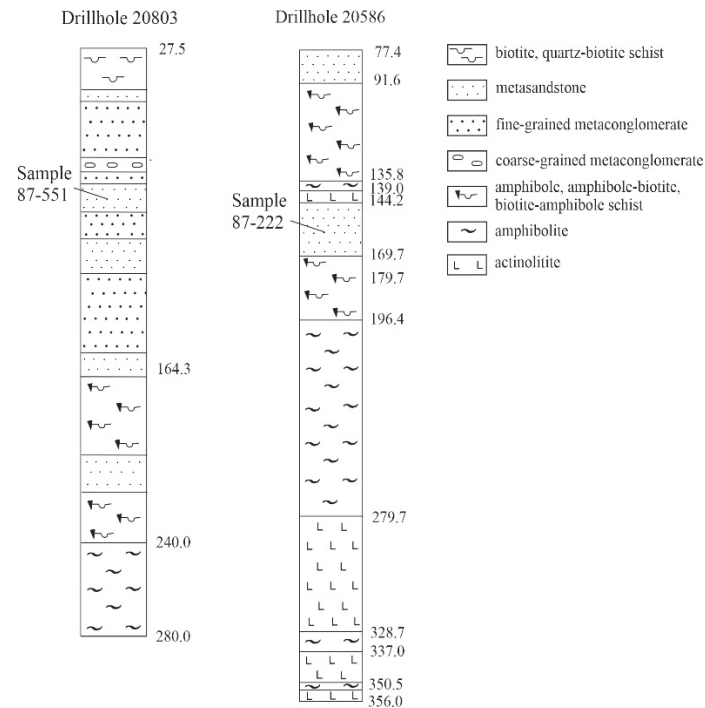 Drillhole 20803
27.5
Sample
87-551
164.3
240.0
280.0
Drillhole 20586
77.4
91.6
135.8
139.0
144.2
Sample
87-222
169.7
179.7
196.4
279.7
328.7
337.0
350.5
356.0
biotite, quartz-biotite schist
metasandstone
fine-grained metaconglomerate
coarse-grained metaconglomerate
amphibole, amphibole-biotite,
biotite-amphibole schist
amphibolite
actinolitite